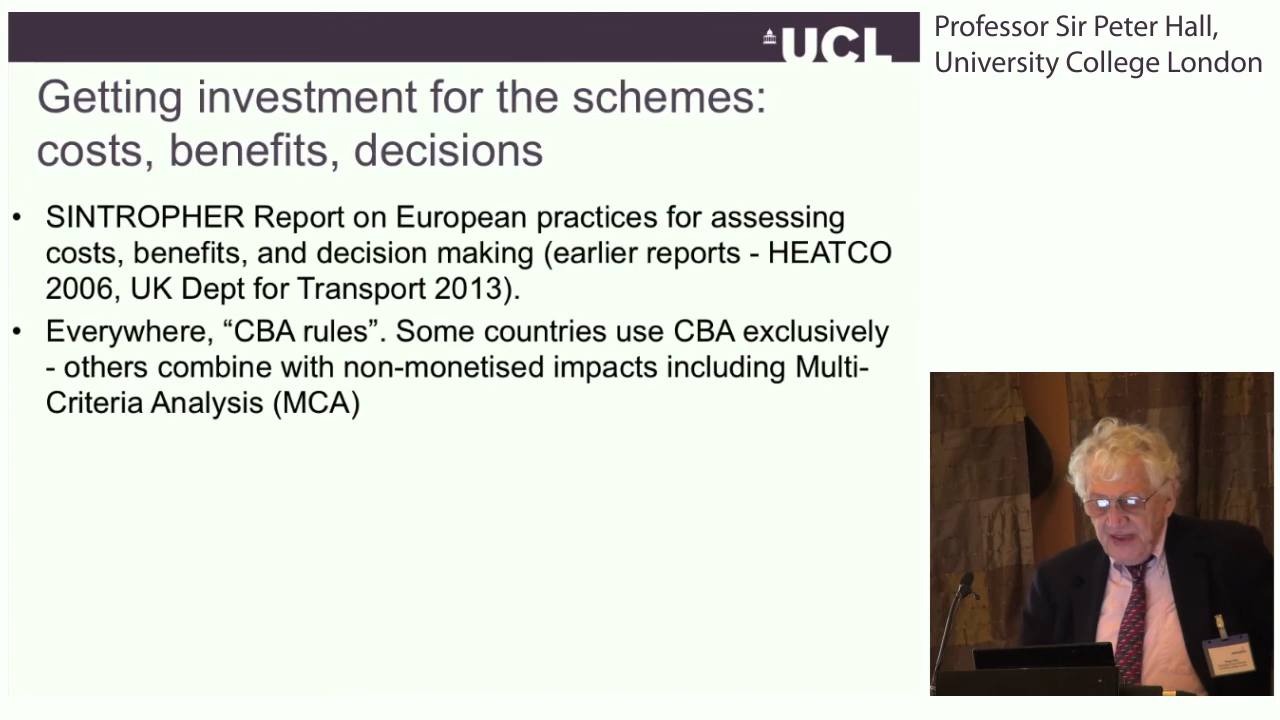 UCL
Professor Sir Peter Hall,
University College London
Getting investment for the schemes:
costs, benefits, decisions
• SINTROPHER Report on European practices for assessing
costs, benefits, and decision making (earlier reports - HEATCO
2006, UK Dept for Transport 2013).
• Everywhere, “CBA rules”. Some countries use CBA exclusively
- others combine with non-monetised impacts including Multi-
Criteria Analysis (MCA)